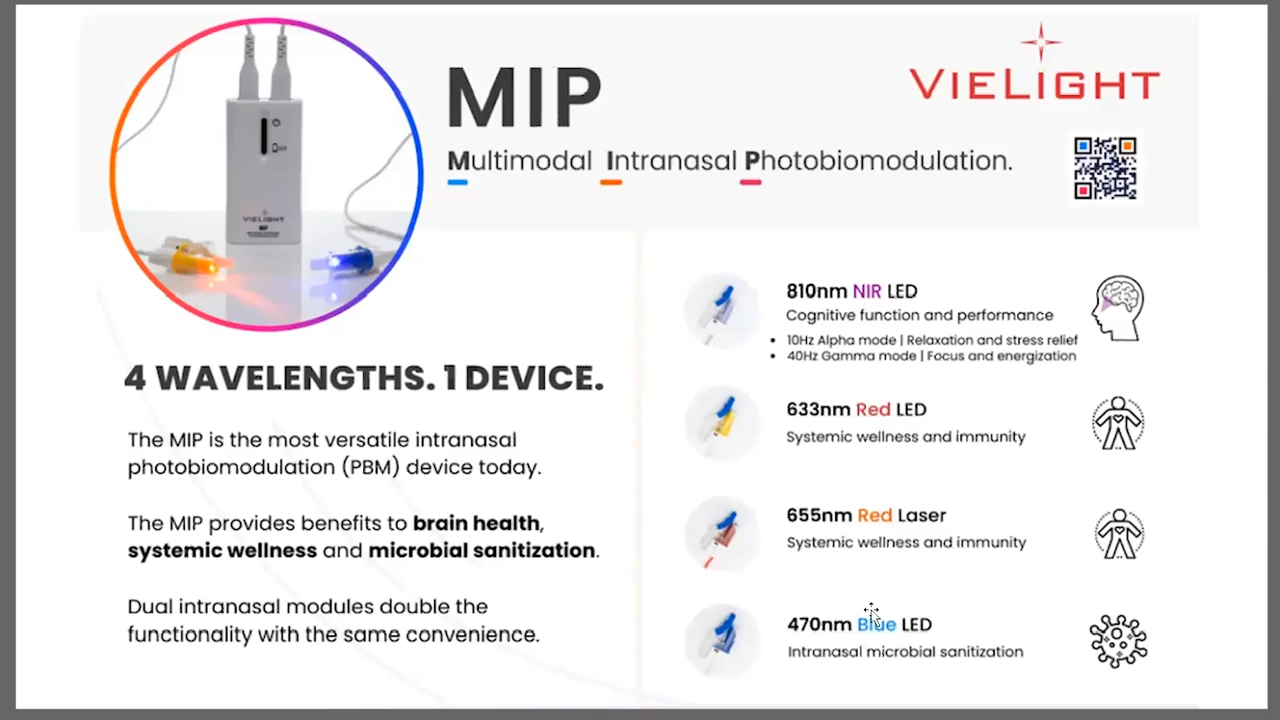 MIP
Multimodal Intranasal Photobiomodulation.
VIELIGHT
VIELIGHT
MIP
4 WAVELENGTHS. 1 DEVICE.
The MIP is the most versatile intranasal
photobiomodulation (PBM) device today.
The MIP provides benefits to brain health,
systemic wellness and microbial sanitization.
Dual intranasal modules double the
functionality with the same convenience.
810nm NIR LED
Cognitive function and performance
• 10Hz Alpha mode | Relaxation and stress relief
• 40Hz Gamma mode | Focus and energization
633nm Red LED
Systemic wellness and immunity
655nm Red Laser
Systemic wellness and immunity
470nm Blue LED
Intranasal microbial sanitization